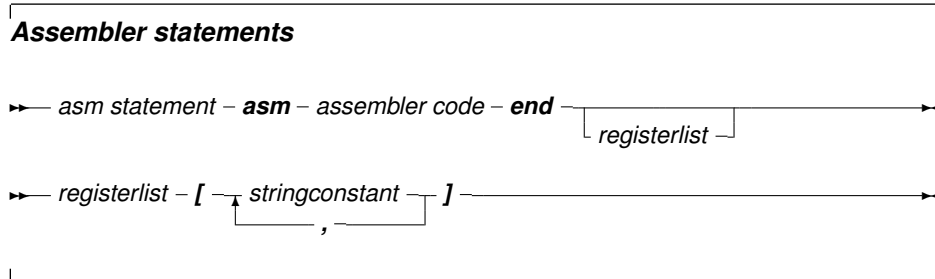 Assembler statements
asm statement – asm – assembler code – end
registerlist
registerlist – [ stringconstant ]
,